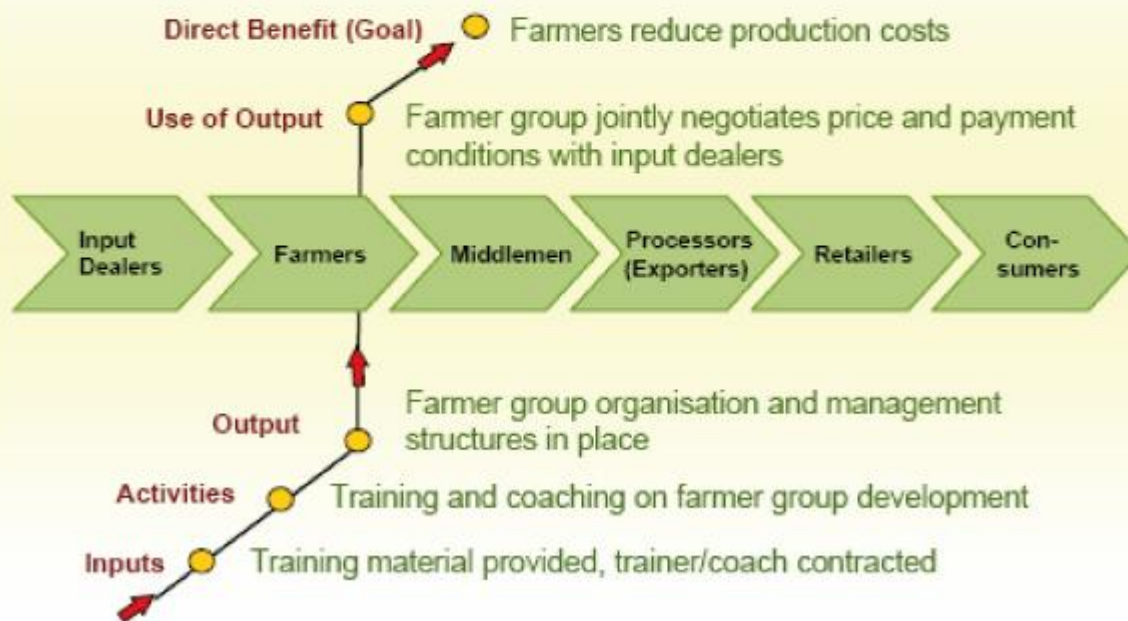 Direct Benefit (Goal) Farmers reduce production costs
Use of Output Farmer group jointly negotiates price and payment
conditions with input dealers
Input
Dealers
Farmers
Middlemen
Processors
(Exporters)
Retailers
Con-
sumers
Output Farmer group organisation and management
structures in place
Activities Training and coaching on farmer group development
Inputs Training material provided, trainer/coach contracted